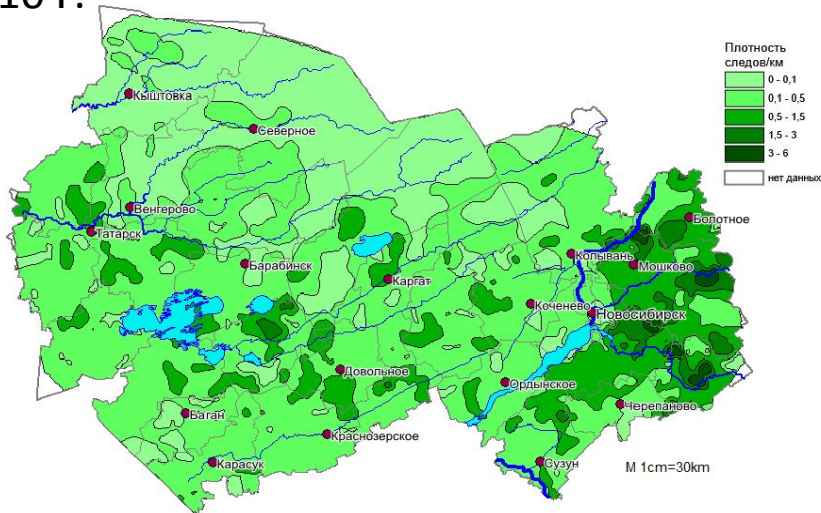 Плотность
следов/км
0 - 0,1
0,1 - 0,5
0,5 - 1,5
1,5 - 3
3 - 6
нет данных
Кыштовка
Северное
Венгерово
Татарск
Болотное
Барабинск
Каргат
Колывань
Мошково
Коченево
Новосибирск
Довольное
Ордынское
Баган
Черепаново
Краснозерское
Карасук
Сузун
M 1cm=30km